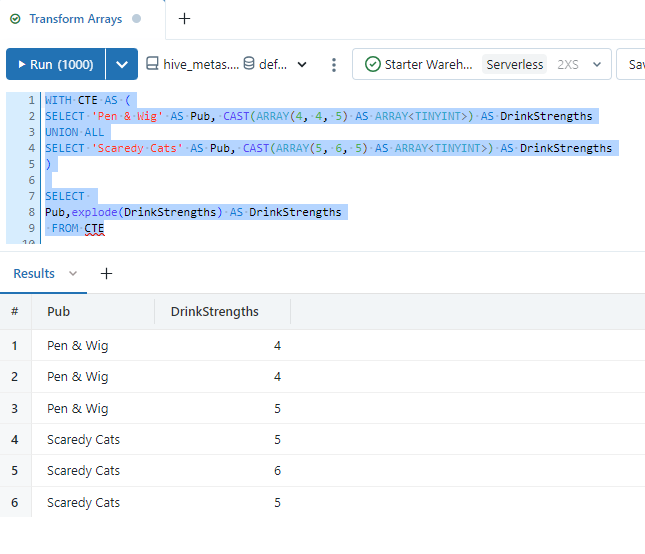 Transform Arrays
Run (1000) hive_metas.... def... Starter Wareh... Serverless 2XS Sav
1 WITH CTE AS (
2 SELECT 'Pen & Wig' AS Pub, CAST(ARRAY(4, 4, 5) AS ARRAY<TINYINT>) AS DrinkStrengths
3 UNION ALL
4 SELECT 'Scaredy Cats' AS Pub, CAST(ARRAY(5, 6, 5) AS ARRAY<TINYINT>) AS DrinkStrengths
5 )
6
7 SELECT
8 Pub,explode(DrinkStrengths) AS DrinkStrengths
9 FROM CTE
10
Results
# Pub DrinkStrengths
1 Pen & Wig 4
2 Pen & Wig 4
3 Pen & Wig 5
4 Scaredy Cats 5
5 Scaredy Cats 6
6 Scaredy Cats 5